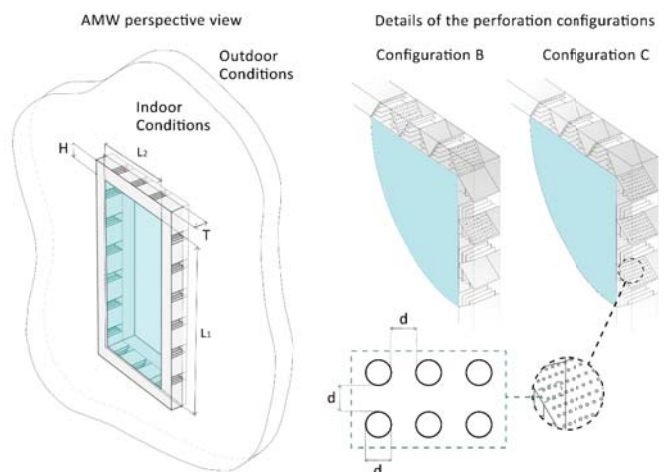 AMW perspective view
Outdoor
Conditions
Indoor
Conditions
H
L2
T
L1
Details of the perforation configurations
Configuration B
Configuration C
d
d
d